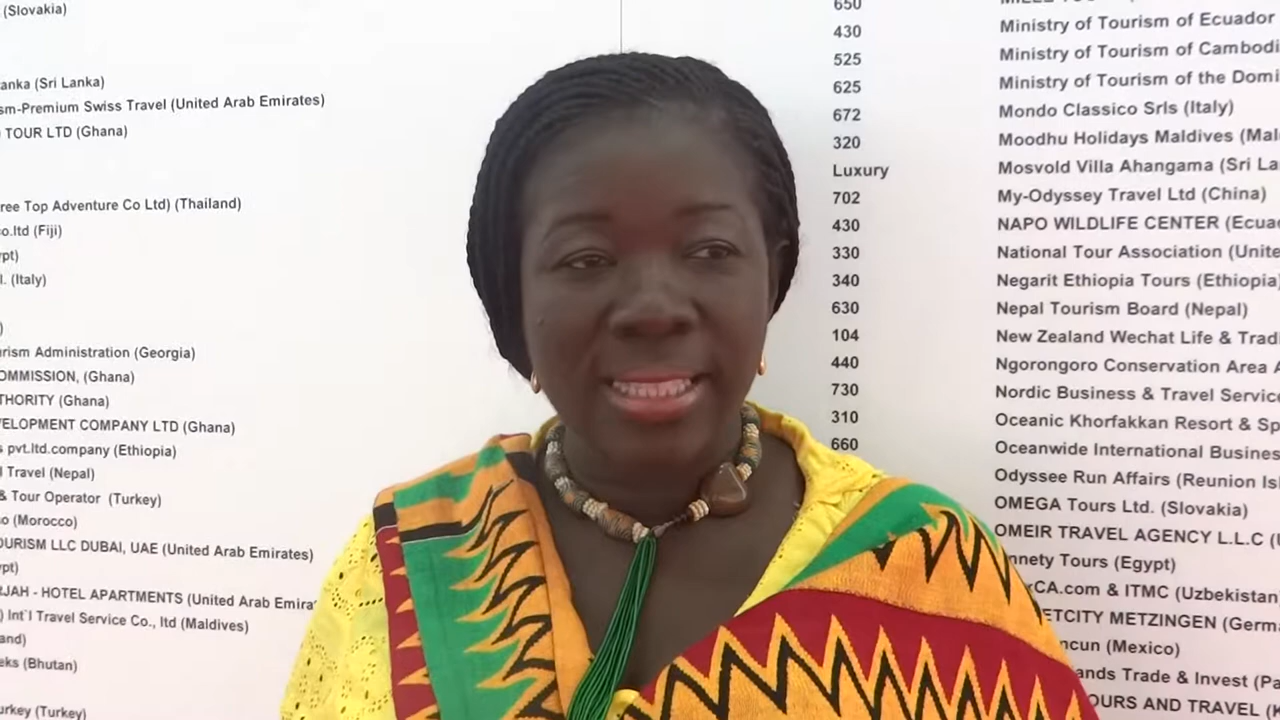 (Slovakia)
anka (Sri Lanka)
sm-Premium Swiss Travel (United Arab Emirates)
TOUR LTD (Ghana)
ree Top Adventure Co Ltd) (Thailand)
o.ltd (Fiji)
ypt)
l. (Italy)
)
urism Administration (Georgia)
OMMISSION, (Ghana)
THORITY (Ghana)
VELOPMENT COMPANY LTD (Ghana)
s pvt.ltd.company (Ethiopia)
l Travel (Nepal)
& Tour Operator (Turkey)
o (Morocco)
OURISM LLC DUBAI, UAE (United Arab Emirates)
ypt)
RJAH - HOTEL APARTMENTS (United Arab Emira
) Int`l Travel Service Co., ltd (Maldives)
and)
eks (Bhutan)
urkey (Turkey)
650
430 Ministry of Tourism of Ecuador
525 Ministry of Tourism of Cambodi
625 Ministry of Tourism of the Domi
672 Mondo Classico Srls (Italy)
320 Moodhu Holidays Maldives (Mal
Luxury Mosvold Villa Ahangama (Sri La
702 My-Odyssey Travel Ltd (China)
430 NAPO WILDLIFE CENTER (Ecua
330 National Tour Association (Unite
340 Negarit Ethiopia Tours (Ethiopia)
630 Nepal Tourism Board (Nepal)
104 New Zealand Wechat Life & Trad
440 Ngorongoro Conservation Area A
730 Nordic Business & Travel Service
310 Oceanic Khorfakkan Resort & Sp
660 Oceanwide International Business
Odyssee Run Affairs (Reunion Isl
OMEGA Tours Ltd. (Slovakia)
OMEIR TRAVEL AGENCY L.L.C (U
nnety Tours (Egypt)
rCA.com & ITMC (Uzbekistan)
ETCITY METZINGEN (Germa
ncun (Mexico)
ands Trade & Invest (Pa
OURS AND TRAVEL (K